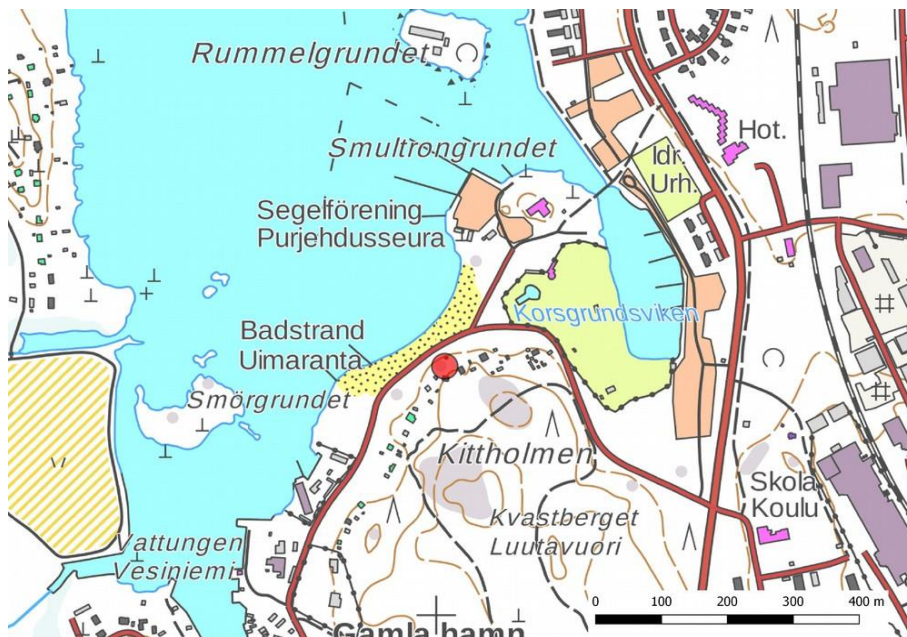 Rummelgrundet
Smultrongrundet
Hot.
Idr.
Urh.
Segelförening
Purjehdusseura
Korsgrundsviken
Badstrand
Uimaranta
Smörgrundet
Kittholmen
Skola
Koulu
Kvastberget
Luutavuori
Vattungen
Vesiniemi
0 100 200 300 400 m
Gamla hamn
5